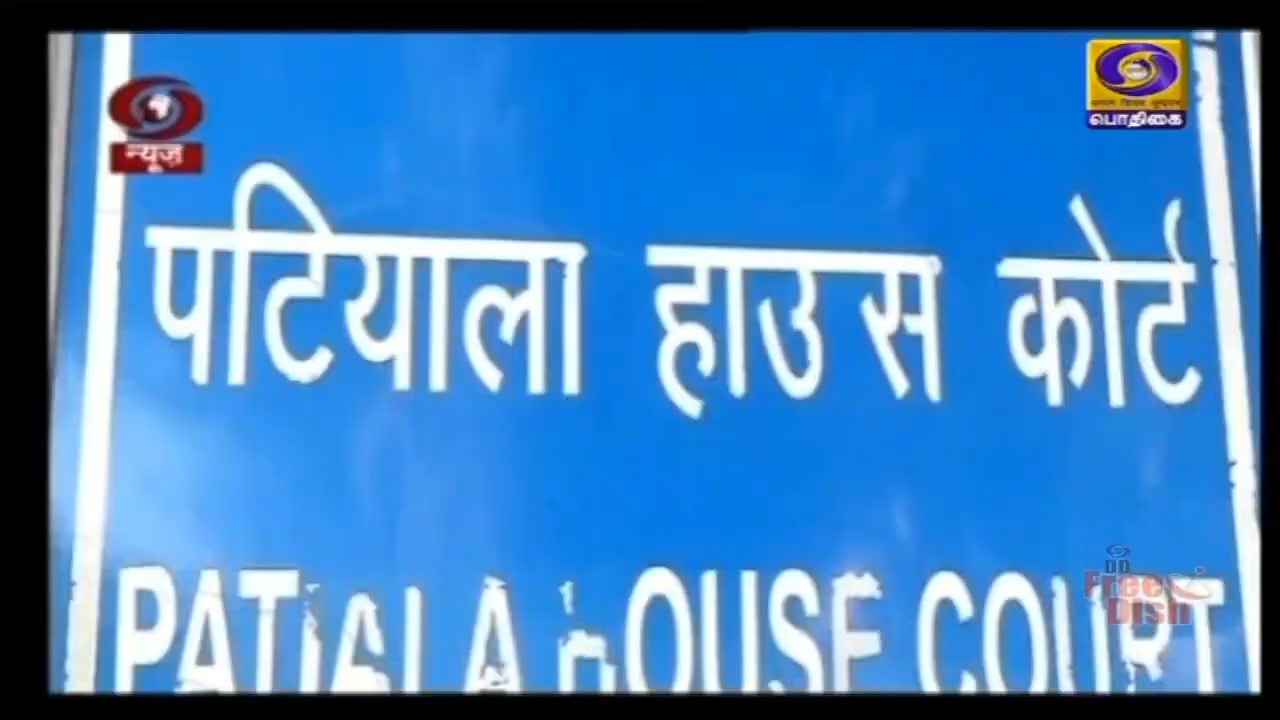 न्यूज़
பொதிகை
पटियाला हाउस कोर्ट
PATIALA HOUSE COURT
DD
Free
Dish